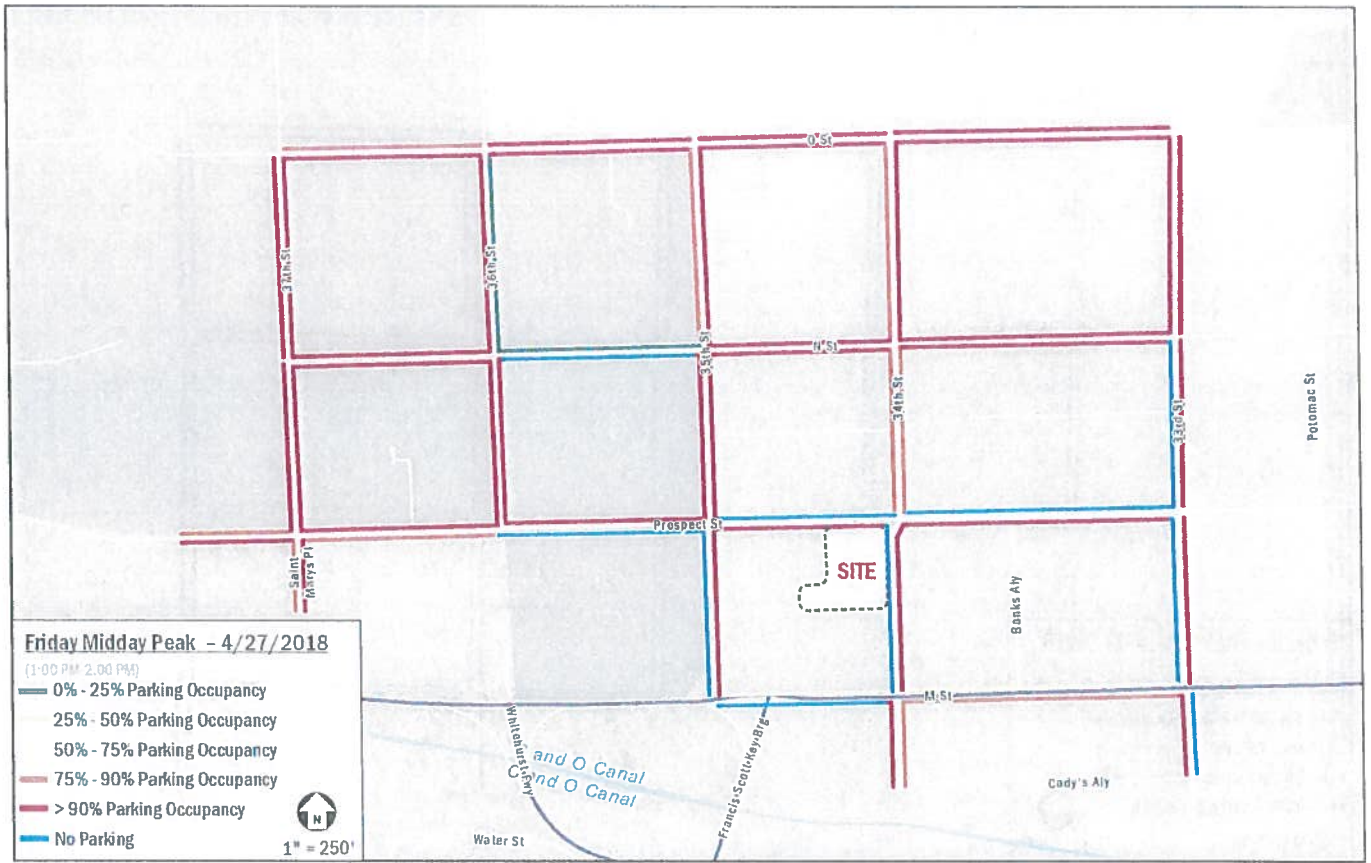 O St
37th St
36th St
35th St
N St
34th St
33rd St
Potomac St
Prospect St
Saint
Marys Pl
SITE
Banks Aly
M St
Whitehurst Fwy
and O Canal
C and O Canal
Francis Scott Key Brg
Cady's Aly
Water St
Friday Midday Peak - 4/27/2018
(1:00 PM-2:00 PM)
0% - 25% Parking Occupancy
25% - 50% Parking Occupancy
50% - 75% Parking Occupancy
75% - 90% Parking Occupancy
> 90% Parking Occupancy
No Parking
N
1" = 250'